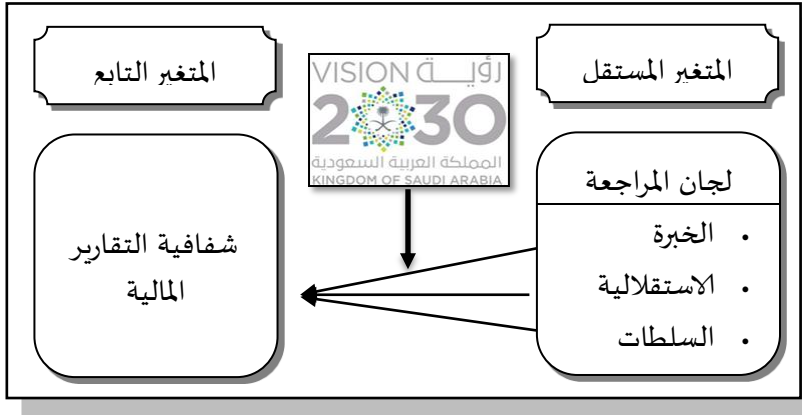 المتغير المستقل
المتغير التابع
VISION رؤيــــة
2030
المملكة العربية السعودية
KINGDOM OF SAUDI ARABIA
لجان المراجعة
• الخبرة
• الاستقلالية
• السلطات
شفافية التقارير
المالية